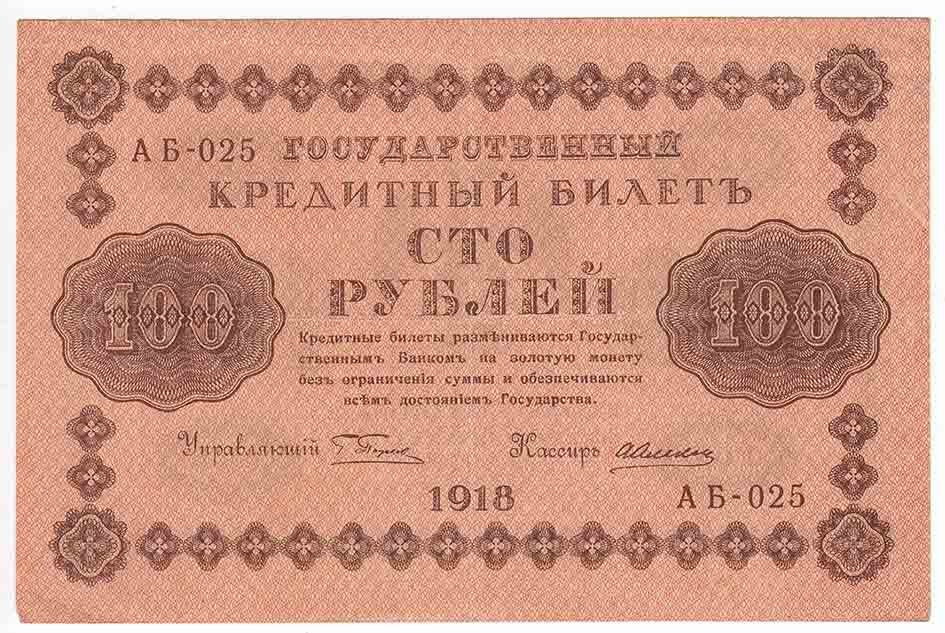 АБ-025 ГОСУДАРСТВЕННЫЙ
КРЕДИТНЫЙ БИЛЕТЪ
СТО
РУБЛЕЙ
100 100
Кредитные билеты размѣниваются Государ-
ственнымъ Банкомъ на золотую монету
безъ ограниченія суммы и обезпечиваются
всѣмъ достояніемъ Государства.
Управляющій Кассиръ
1918 АБ-025